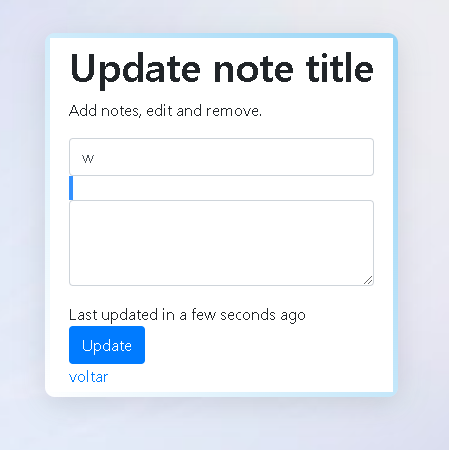 Update note title
Add notes, edit and remove.
w
Last updated in a few seconds ago
Update
voltar